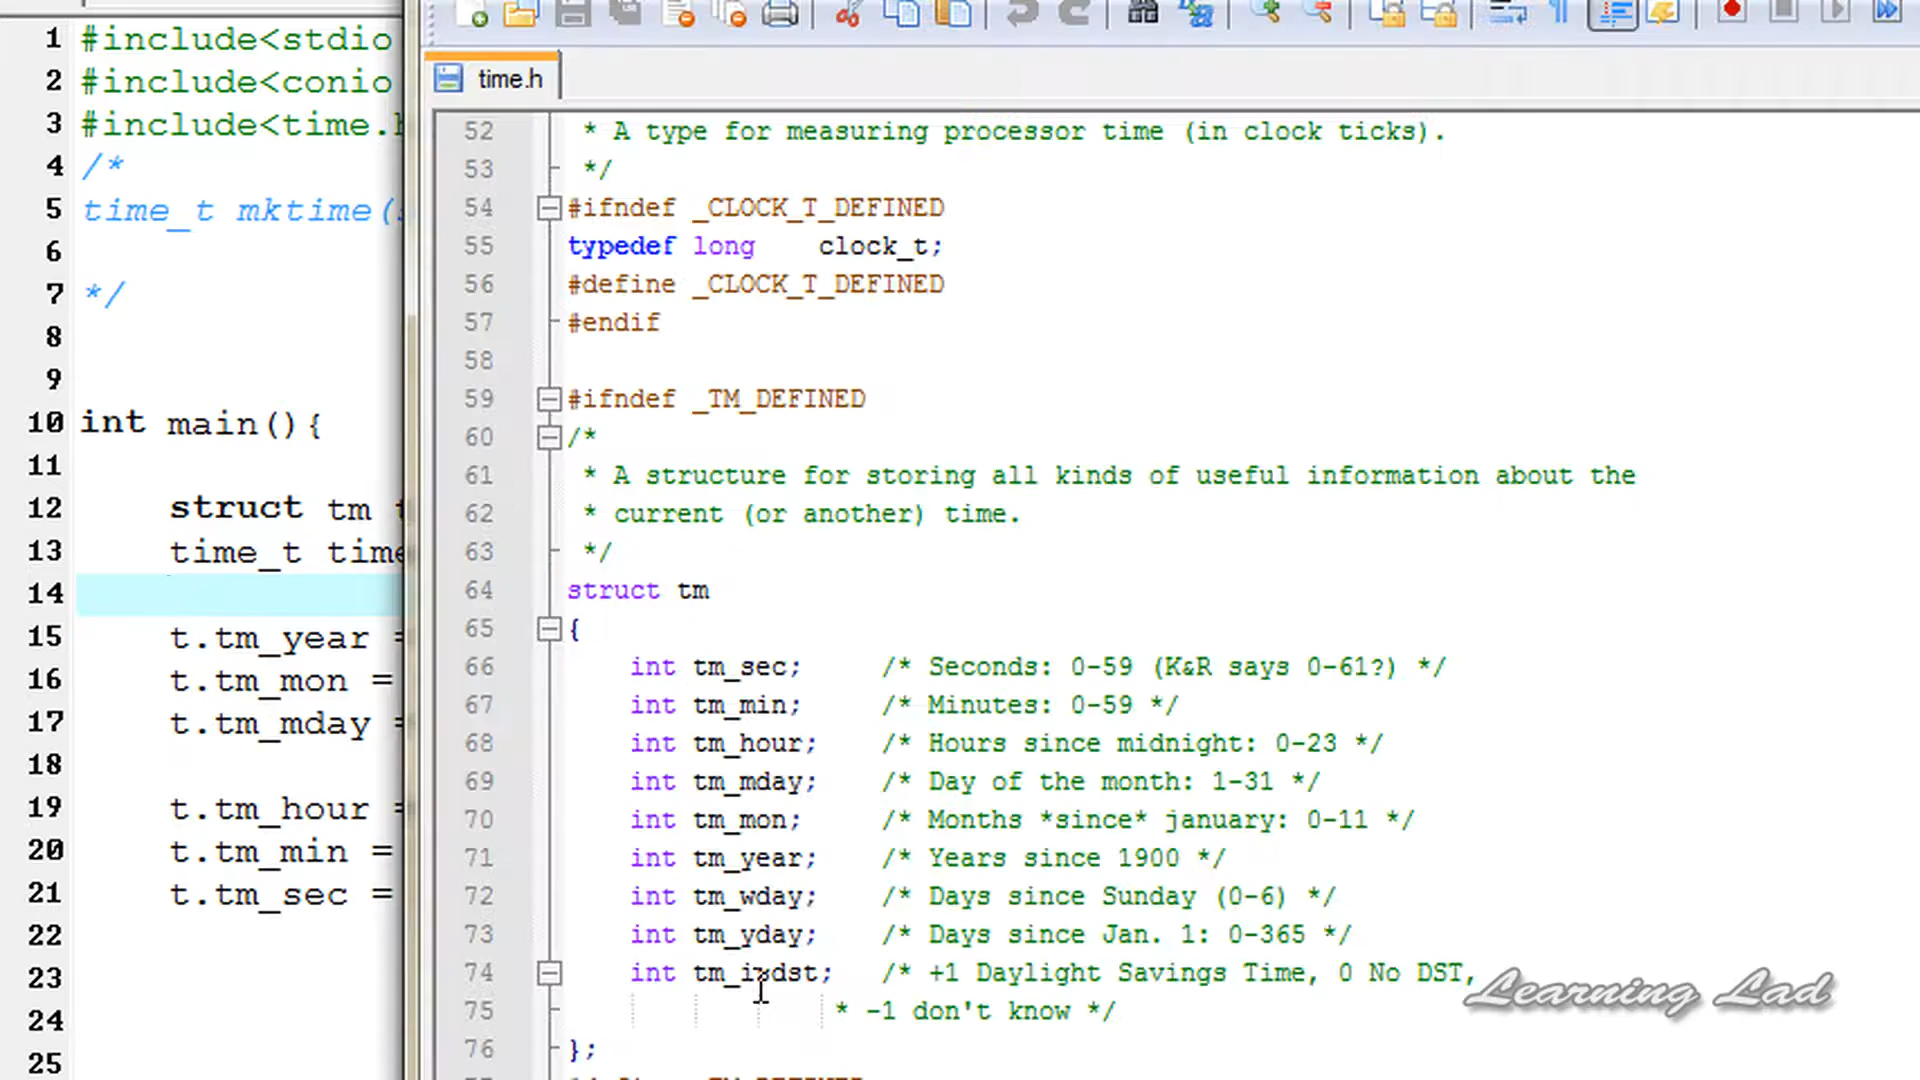 1 #include<stdio
2 #include<conio
3 #include<time.h
4 /*
5 time_t mktime(
6
7 */
8
9
10 int main(){
11
12 struct tm t
13 time_t time
14
15 t.tm_year =
16 t.tm_mon =
17 t.tm_mday =
18
19 t.tm_hour =
20 t.tm_min =
21 t.tm_sec =
22
23
24
25
time.h
52 * A type for measuring processor time (in clock ticks).
53 */
54 #ifndef _CLOCK_T_DEFINED
55 typedef long clock_t;
56 #define _CLOCK_T_DEFINED
57 #endif
58
59 #ifndef _TM_DEFINED
60 /*
61 * A structure for storing all kinds of useful information about the
62 * current (or another) time.
63 */
64 struct tm
65 {
66 int tm_sec; /* Seconds: 0-59 (K&R says 0-61?) */
67 int tm_min; /* Minutes: 0-59 */
68 int tm_hour; /* Hours since midnight: 0-23 */
69 int tm_mday; /* Day of the month: 1-31 */
70 int tm_mon; /* Months *since* january: 0-11 */
71 int tm_year; /* Years since 1900 */
72 int tm_wday; /* Days since Sunday (0-6) */
73 int tm_yday; /* Days since Jan. 1: 0-365 */
74 int tm_isdst; /* +1 Daylight Savings Time, 0 No DST,
75 * -1 don't know */
76 };
Learning Lad